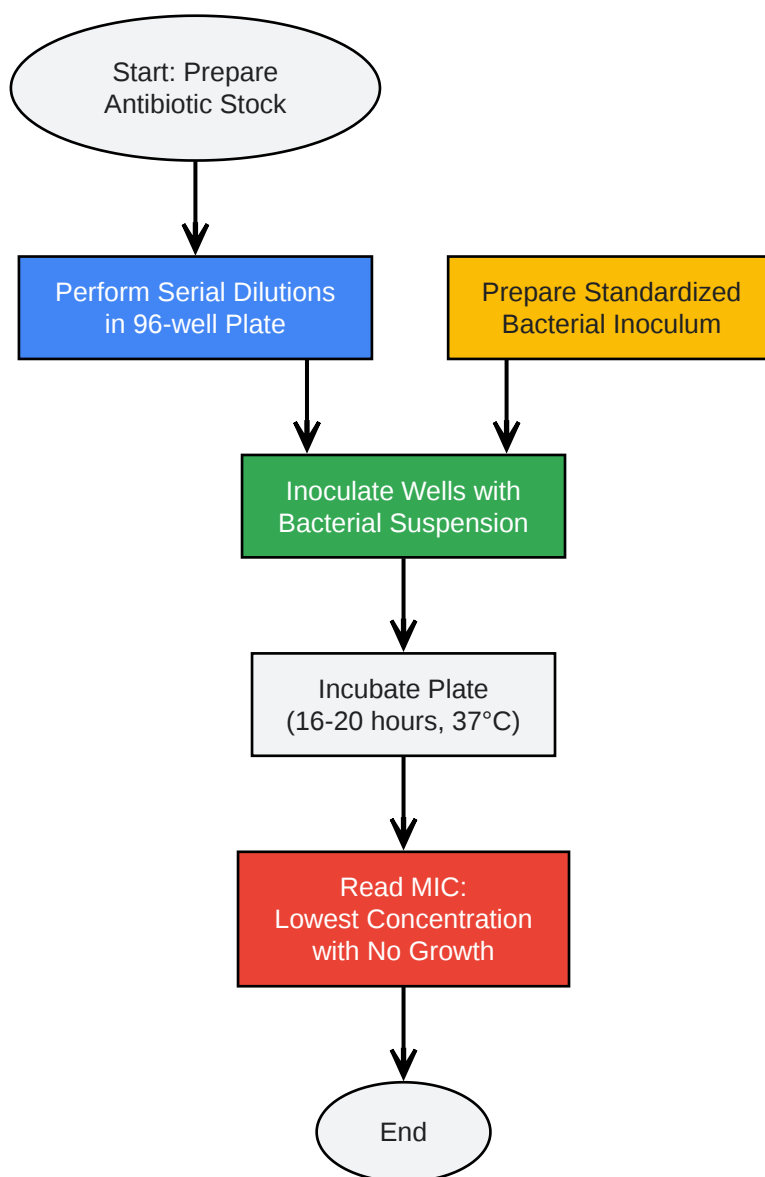 Start: Prepare
Antibiotic Stock
Perform Serial Dilutions
in 96-well Plate
Prepare Standardized
Bacterial Inoculum
Inoculate Wells with
Bacterial Suspension
Incubate Plate
(16-20 hours, 37°C)
Read MIC:
Lowest Concentration
with No Growth
End